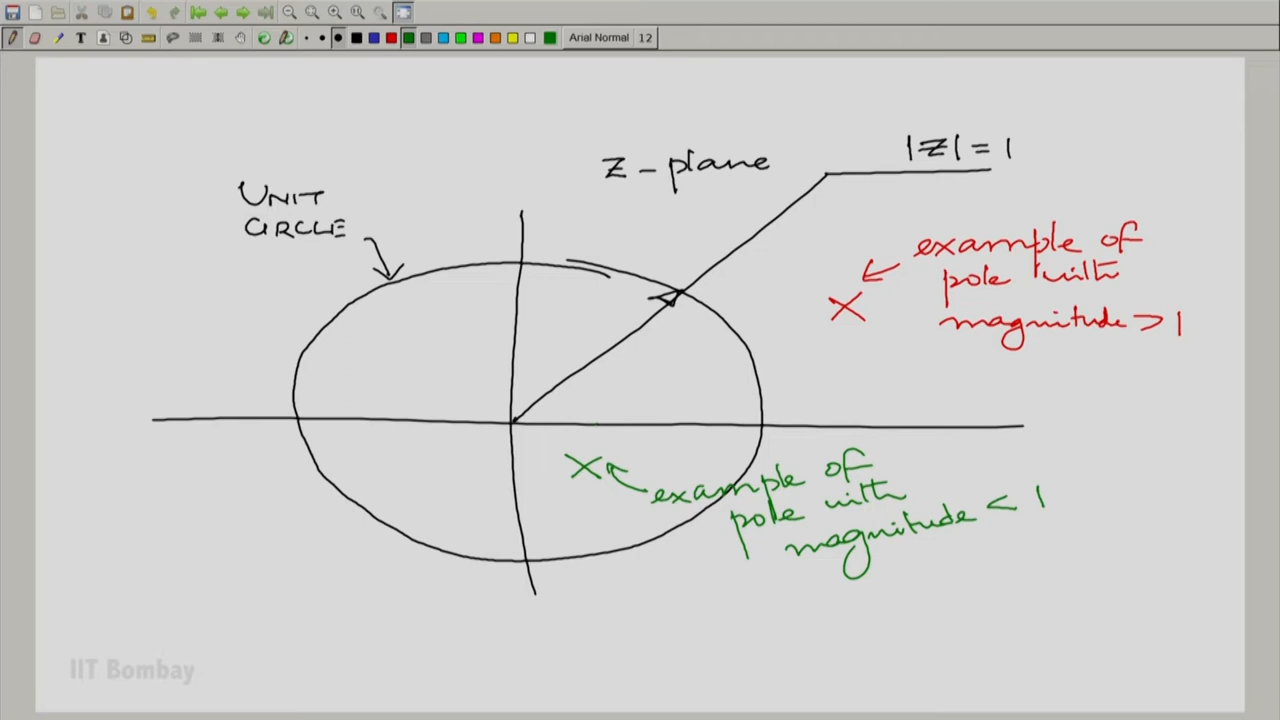 Arial Normal 12
Z-plane
|Z| = 1
UNIT
CIRCLE
example of
pole with
magnitude > 1
example of
pole with
magnitude < 1
IIT Bombay